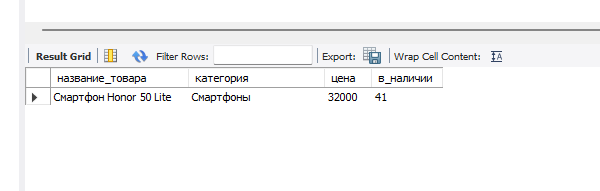 Result Grid Filter Rows: Export: Wrap Cell Content:
название_товара категория цена в_наличии
Смартфон Honor 50 Lite Смартфоны 32000 41